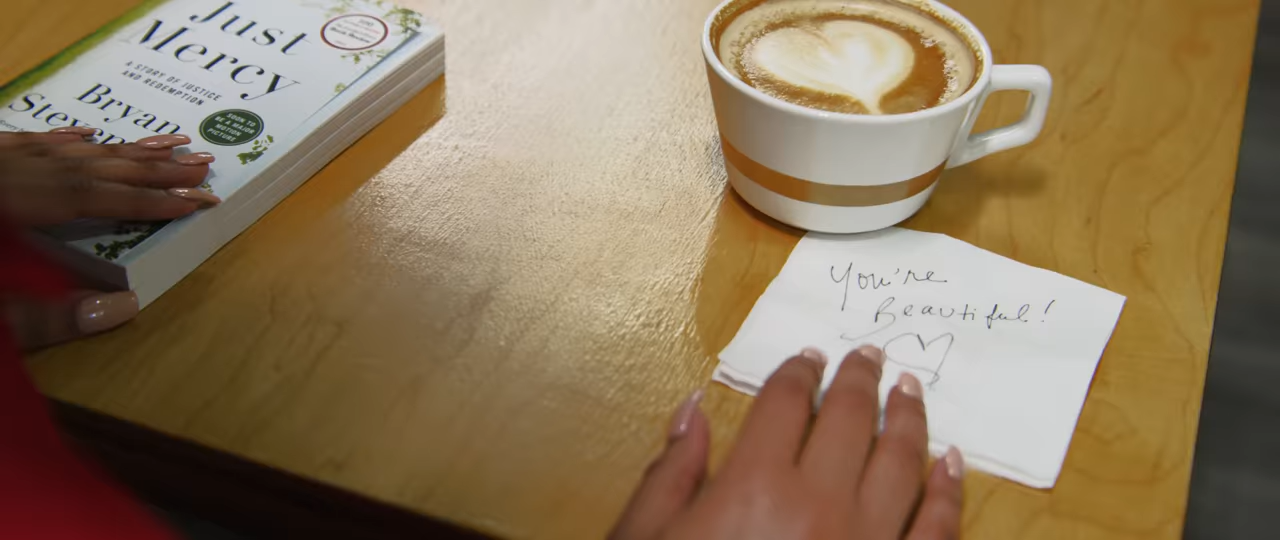 Just
Mercy
A STORY OF JUSTICE
AND REDEMPTION
Bryan
SOON TO
BE A MAJOR
MOTION
PICTURE
You're
Beautiful!